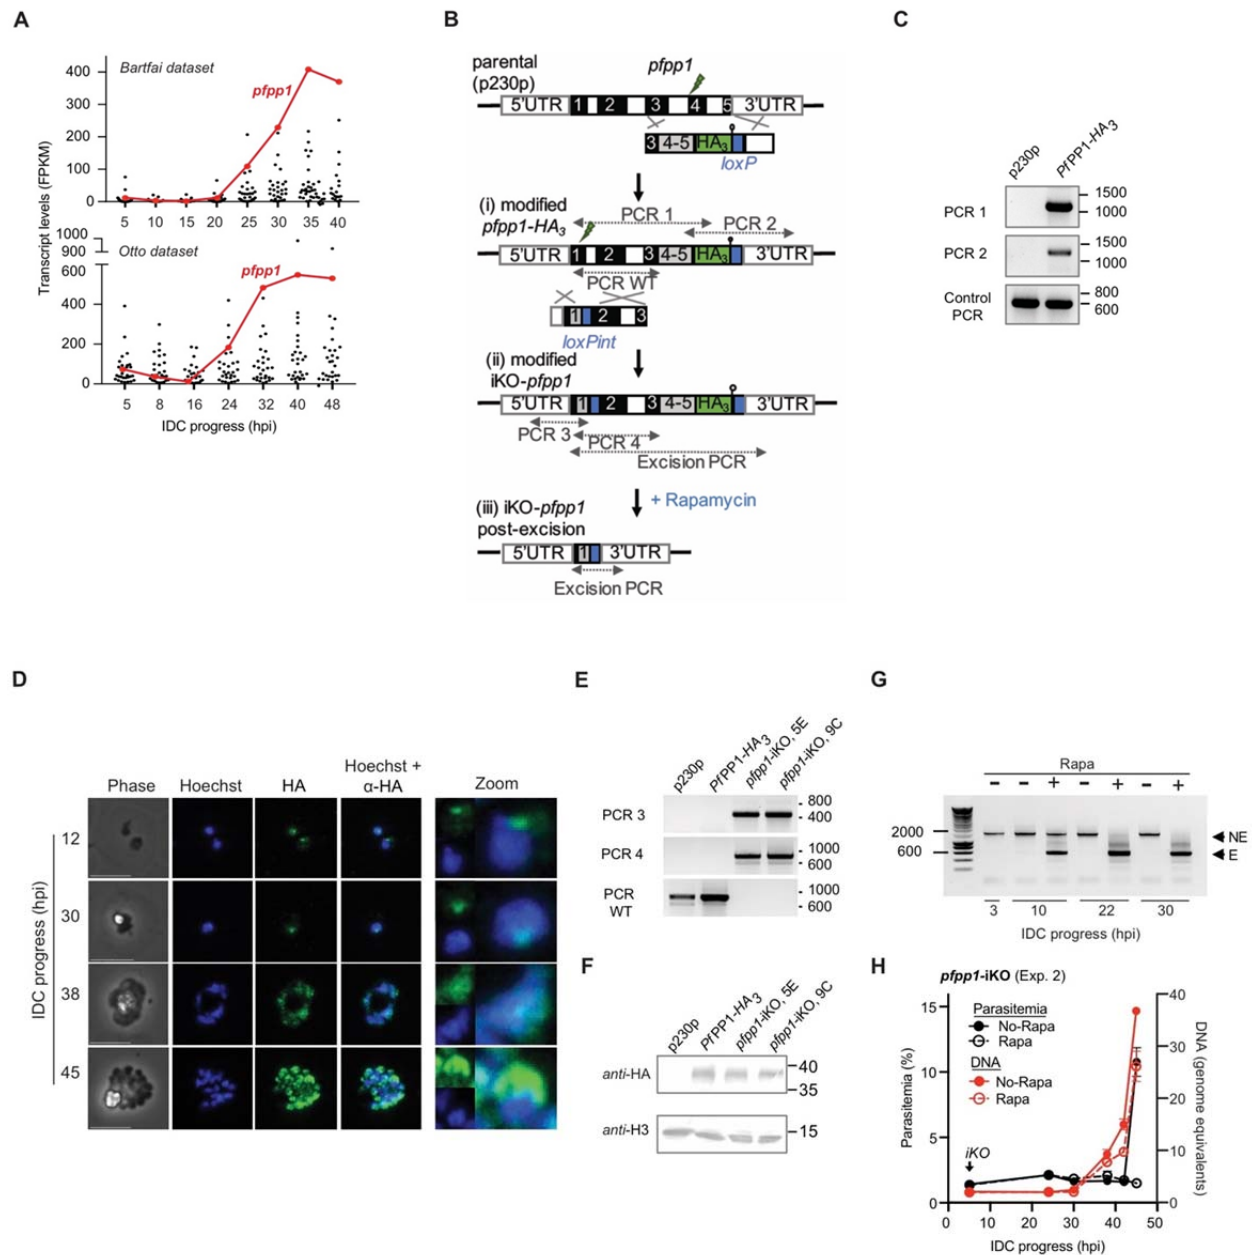 A
Bartfai dataset
pfpp1
400
300
200
100
0
5 10 15 20 25 30 35 40
Transcript levels (FPKM)
1000
900
Otto dataset
pfpp1
600
400
200
0
5 8 16 24 32 40 48
IDC progress (hpi)
B
parental
(p230p)
pfpp1
5'UTR 1 2 3 4 5 3'UTR
3 4-5 HA3
loxP
(i) modified
pfpp1-HA3
PCR 1
PCR 2
5'UTR 1 2 3 4-5 HA3 3'UTR
PCR WT
1 2 3
loxPint
(ii) modified
iKO-pfpp1
5'UTR 1 2 3 4-5 HA3 3'UTR
PCR 3
PCR 4
Excision PCR
+ Rapamycin
(iii) iKO-pfpp1
post-excision
5'UTR 1 3'UTR
Excision PCR
C
p230p
PfPP1-HA3
PCR 1
1500
1000
PCR 2
1500
1000
Control
PCR
800
600
D
Phase Hoechst HA Hoechst +
α-HA Zoom
IDC progress (hpi)
12
30
38
45
E
p230p
PfPP1-HA3
pfpp1-iKO, 5E
pfpp1-iKO, 9C
PCR 3
800
400
PCR 4
1000
600
PCR
WT
1000
600
F
p230p
PfPP1-HA3
pfpp1-iKO, 5E
pfpp1-iKO, 9C
anti-HA
40
35
anti-H3
15
G
Rapa
- - + - + - +
2000
600
NE
E
3 10 22 30
IDC progress (hpi)
H
pfpp1-iKO (Exp. 2)
Parasitemia
No-Rapa
Rapa
DNA
No-Rapa
Rapa
iKO
Parasitemia (%)
15
10
5
0
DNA (genome equivalents)
40
30
20
10
0
0 10 20 30 40 50
IDC progress (hpi)